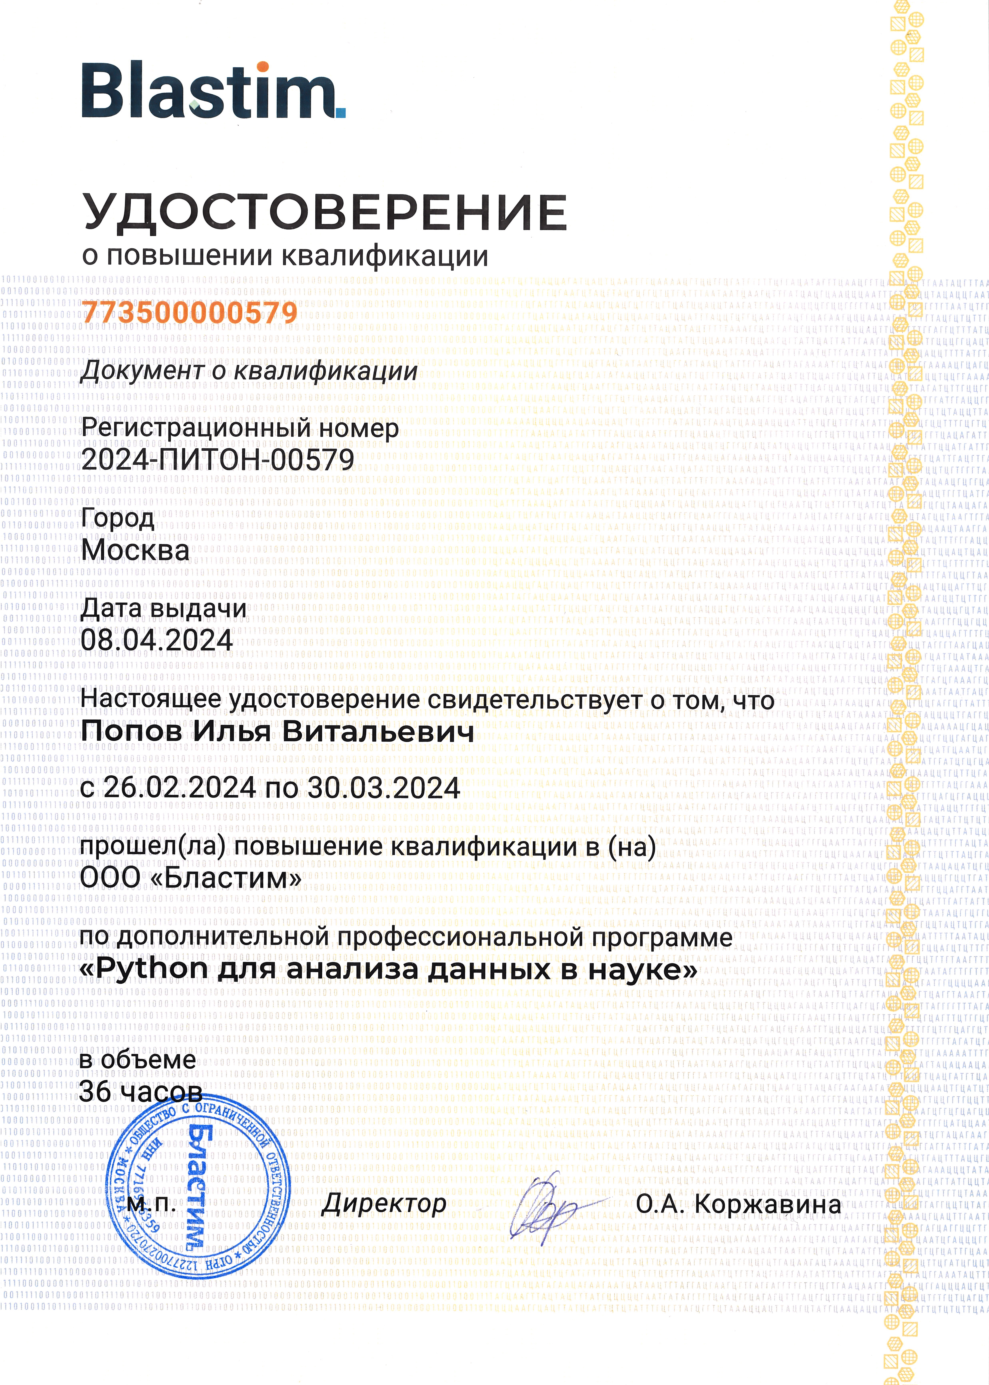 Blastim.
УДОСТОВЕРЕНИЕ
о повышении квалификации
773500000579
Документ о квалификации
Регистрационный номер
2024-ПИТОН-00579
Город
Москва
Дата выдачи
08.04.2024
Настоящее удостоверение свидетельствует о том, что
Попов Илья Витальевич
с 26.02.2024 по 30.03.2024
прошел(ла) повышение квалификации в (на)
ООО «Бластим»
по дополнительной профессиональной программе
«Python для анализа данных в науке»
в объеме
36 часов
ОБЩЕСТВО С ОГРАНИЧЕННОЙ ОТВЕТСТВЕННОСТЬЮ
ОГРН 1227700270720
МОСКВА
ИНН
Бластим
м.п.
Директор
О.А. Коржавина